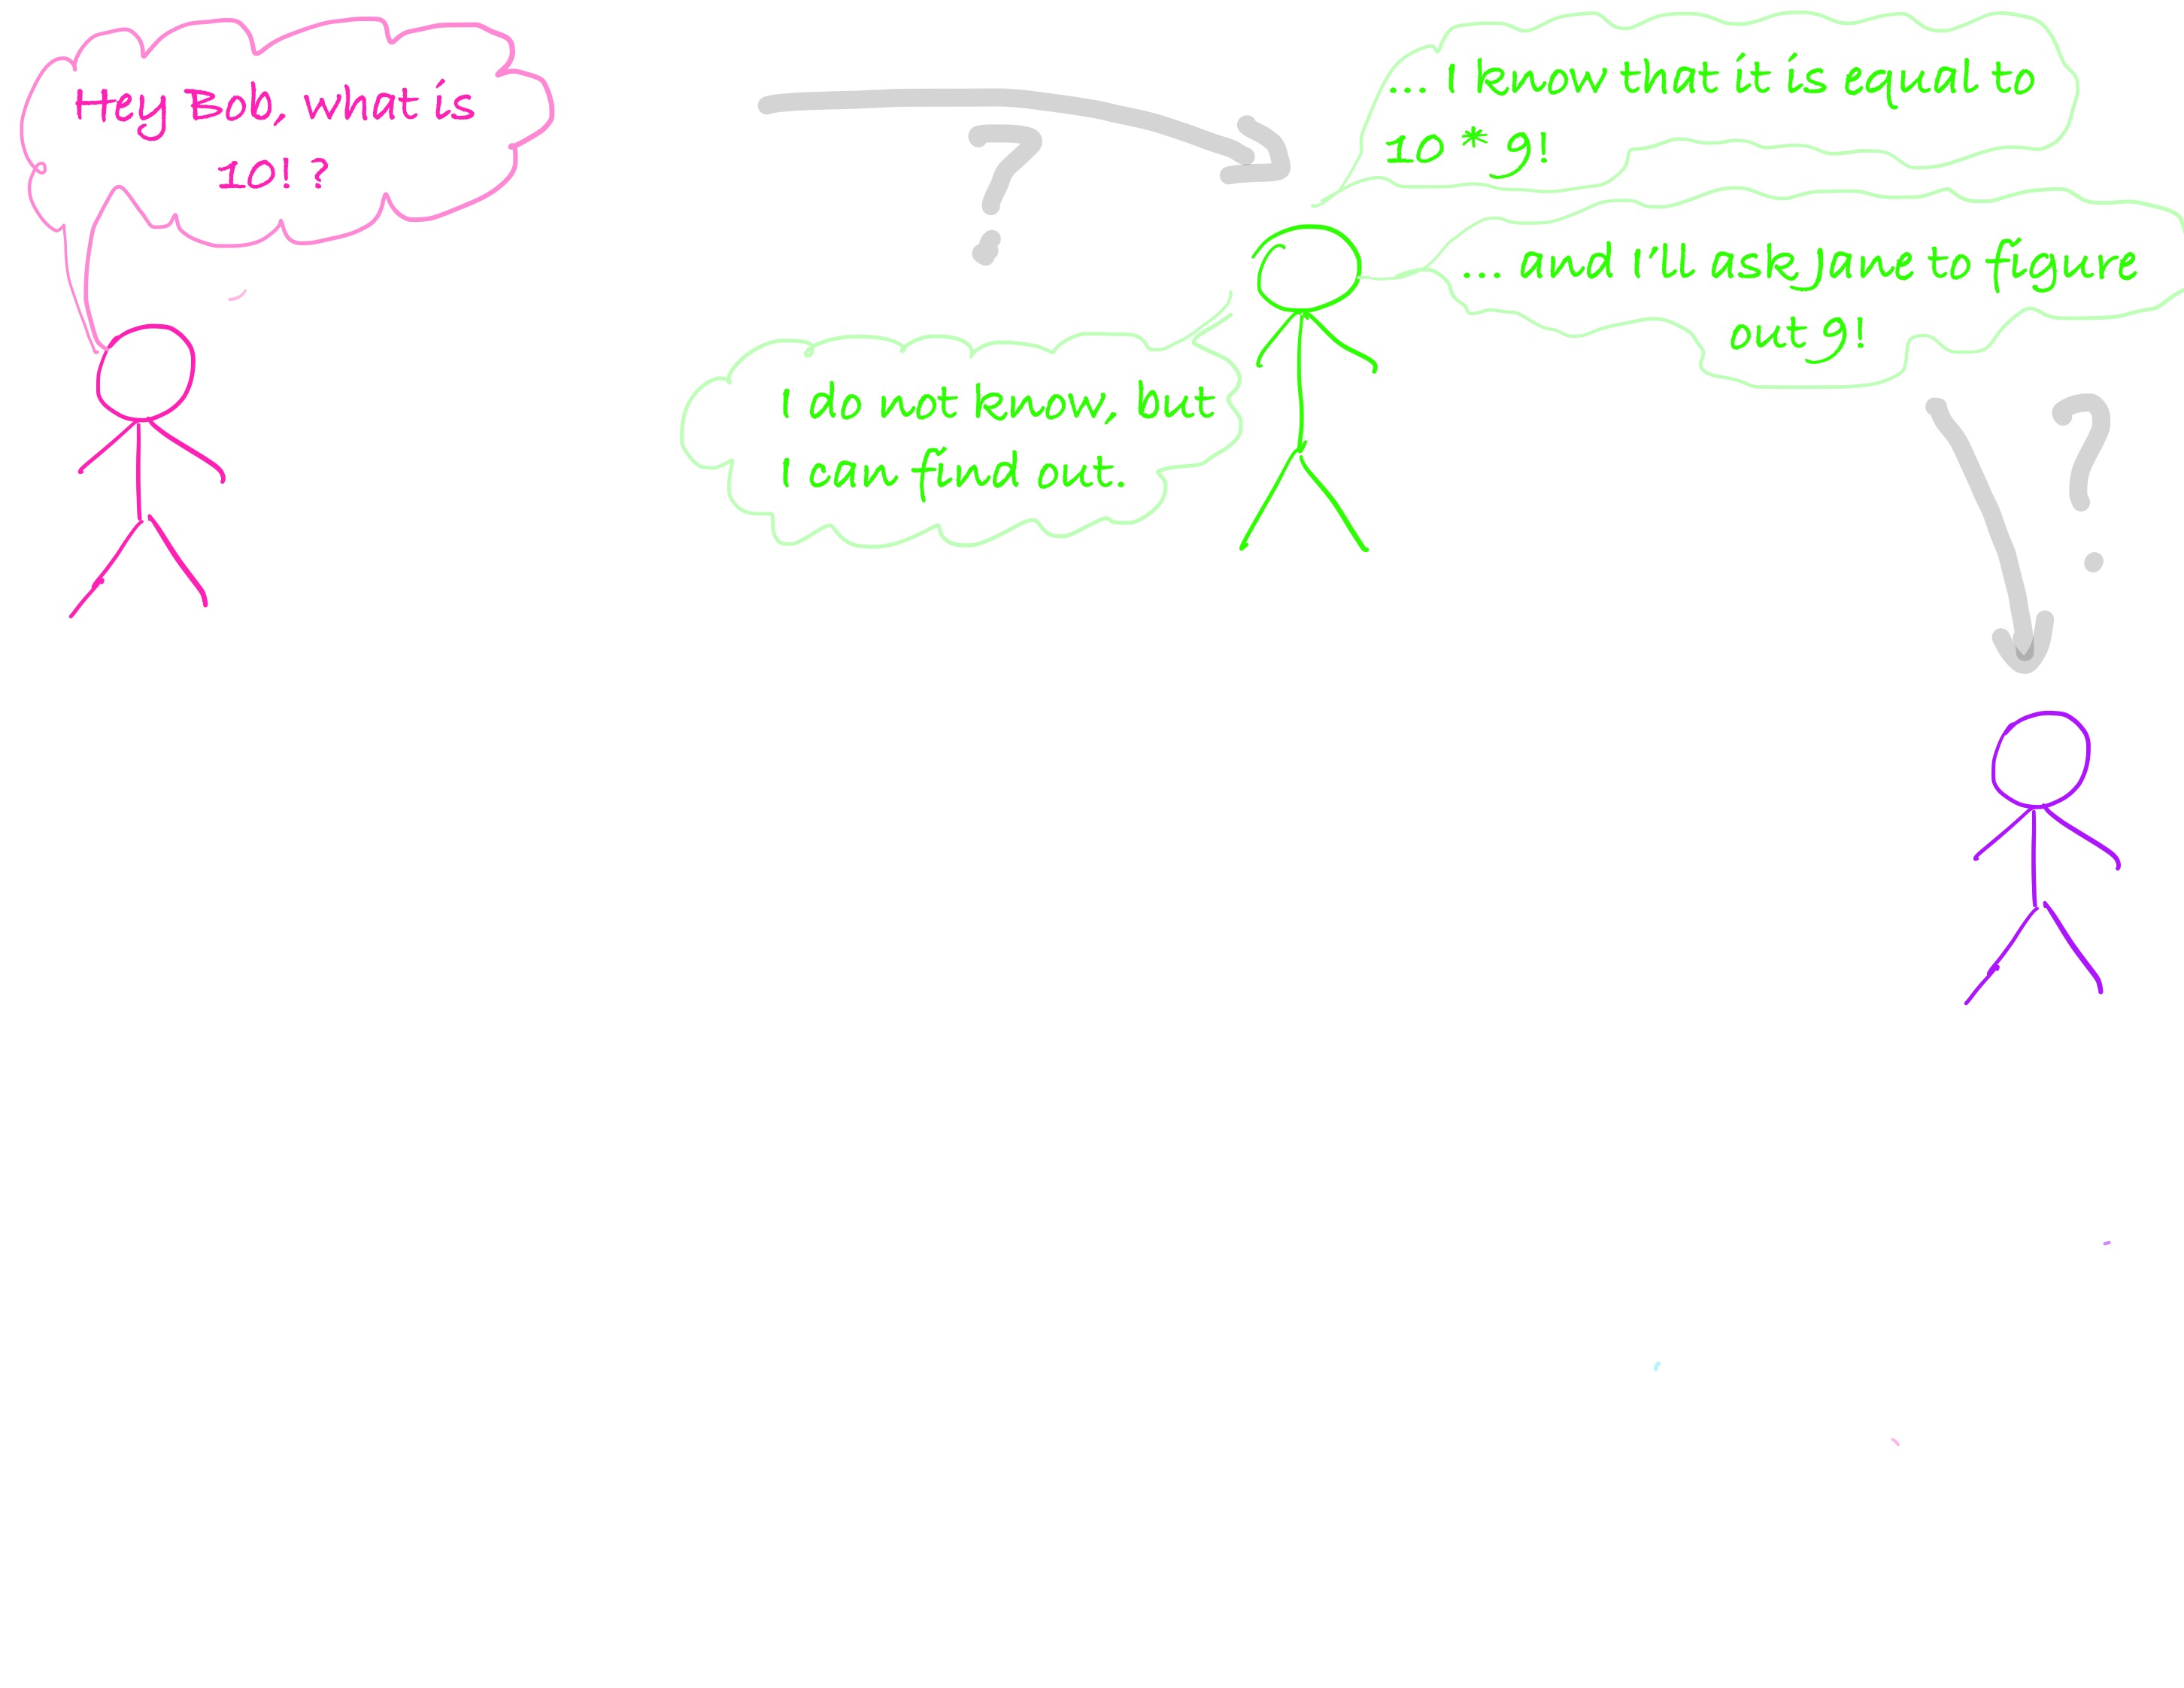 Hey Bob, what is
10! ?
... I know that it is equal to
10 * 9!
... and i'll ask Jane to figure
out 9!
I do not know, but
I can find out.
?
?